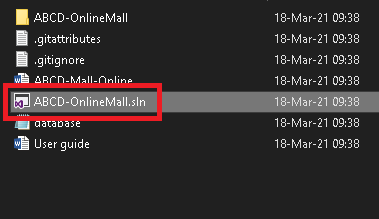 ABCD-OnlineMall 18-Mar-21 09:38
.gitattributes 18-Mar-21 09:38
.gitignore 18-Mar-21 09:38
ABCD-Mall-Online 18-Mar-21 09:38
ABCD-OnlineMall.sln 18-Mar-21 09:38
database 18-Mar-21 09:38
User guide 18-Mar-21 09:38